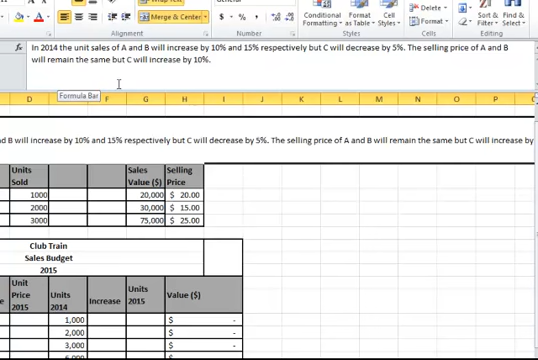 Merge & Center
$ % ,
Conditional Formatting
Format as Table
Cell Styles
Delete
Format
Sort & Filter
Find & Select
Alignment
Number
Styles
Cells
Editing
fx
In 2014 the unit sales of A and B will increase by 10% and 15% respectively but C will decrease by 5%. The selling price of A and B
will remain the same but C will increase by 10%.
Formula Bar
D F G H I J K L M N O P
nd B will increase by 10% and 15% respectively but C will decrease by 5%. The selling price of A and B will remain the same but C will increase by
Units Sold Sales Value ($) Selling Price
1000 20,000 $ 20.00
2000 30,000 $ 15.00
3000 75,000 $ 25.00
Club Train
Sales Budget
2015
Unit Price 2015 Units 2014 Increase Units 2015 Value ($)
1,000 $ -
2,000 $ -
3,000 $ -